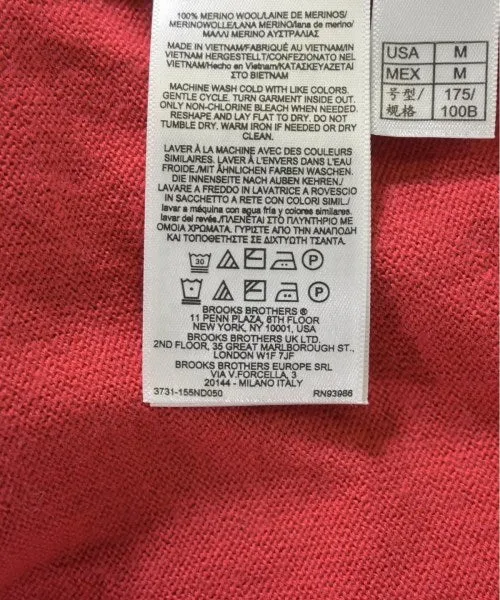 100% MERINO WOOL/LAINE DE MERINOS/
MERINOWOLLE/LANA MERINOS/lana de merino/
ΜΑΛΛΙ ΜΕΡΙΝΟ ΑΥΣΤΡΑΛΙΑΣ
MADE IN VIETNAM/FABRIQUÉ AU VIETNAM/IN
VIETNAM HERGESTELLT/CONFEZIONATO NEL
VIETNAM/Hecho en Vietnam/ΚΑΤΑΣΚΕΥΑΖΕΤΑΙ
ΣΤΟ ΒΙΕΤΝΑΜ
MACHINE WASH COLD WITH LIKE COLORS.
GENTLE CYCLE. TURN GARMENT INSIDE OUT.
ONLY NON-CHLORINE BLEACH WHEN NEEDED.
RESHAPE AND LAY FLAT TO DRY. DO NOT
TUMBLE DRY. WARM IRON IF NEEDED OR DRY
CLEAN.
LAVER À LA MACHINE AVEC DES COULEURS
SIMILAIRES. LAVER À L'ENVERS DANS L'EAU
FROIDE./MIT ÄHNLICHEN FARBEN WASCHEN.
DIE INNENSEITE NACH AUßEN KEHREN./
LAVARE A FREDDO IN LAVATRICE A ROVESCIO
IN SACCHETTO A RETE CON COLORI SIMIL./
lavar a máquina con agua fría y colores similares.
lavar del revés./ΠΛΕΝΕΤΑΙ ΣΤΟ ΠΛΥΝΤΗΡΙΟ ΜΕ
ΟΜΟΙΑ ΧΡΩΜΑΤΑ. ΓΥΡΙΣΤΕ ΑΠΟ ΤΗΝ ΑΝΑΠΟΔΗ
ΚΑΙ ΤΟΠΟΘΕΤΗΣΤΕ ΣΕ ΔΙΧΤΥΩΤΗ ΤΣΑΝΤΑ.
30 P
P
BROOKS BROTHERS ®
11 PENN PLAZA, 6TH FLOOR
NEW YORK, NY 10001, USA
BROOKS BROTHERS UK LTD.
2ND FLOOR, 35 GREAT MARLBOROUGH ST.,
LONDON W1F 7JF
BROOKS BROTHERS EUROPE SRL
VIA V.FORCELLA, 3
20144 - MILANO ITALY
3731-155ND050 RN93986
USA M
MEX M
号型/ 175/
规格 100B